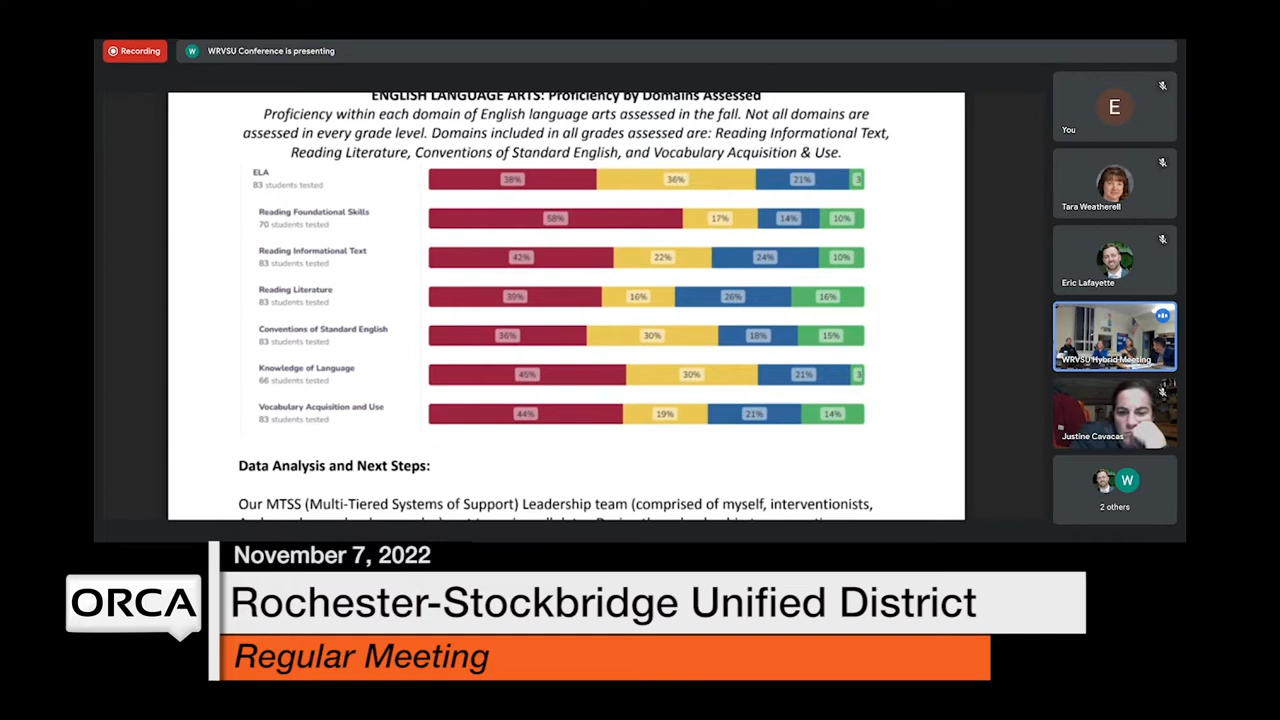 Recording
W
WRVSU Conference is presenting
ENGLISH LANGUAGE ARTS: Proficiency by Domains Assessed
Proficiency within each domain of English language arts assessed in the fall. Not all domains are
assessed in every grade level. Domains included in all grades assessed are: Reading Informational Text,
Reading Literature, Conventions of Standard English, and Vocabulary Acquisition & Use.
ELA
83 students tested
38% 36% 21% 3
Reading Foundational Skills
70 students tested
58% 17% 14% 10%
Reading Informational Text
83 students tested
42% 22% 24% 10%
Reading Literature
83 students tested
39% 16% 26% 16%
Conventions of Standard English
83 students tested
36% 30% 18% 15%
Knowledge of Language
66 students tested
45% 30% 21% 3
Vocabulary Acquisition and Use
83 students tested
44% 19% 21% 14%
Data Analysis and Next Steps:
Our MTSS (Multi-Tiered Systems of Support) Leadership team (comprised of myself, interventionists,
E
You
Tara Weatherell
Eric Lafayette
WRVSU Hybrid Meeting
Justine Cavacas
W
2 others
November 7, 2022
ORCA
Rochester-Stockbridge Unified District
Regular Meeting